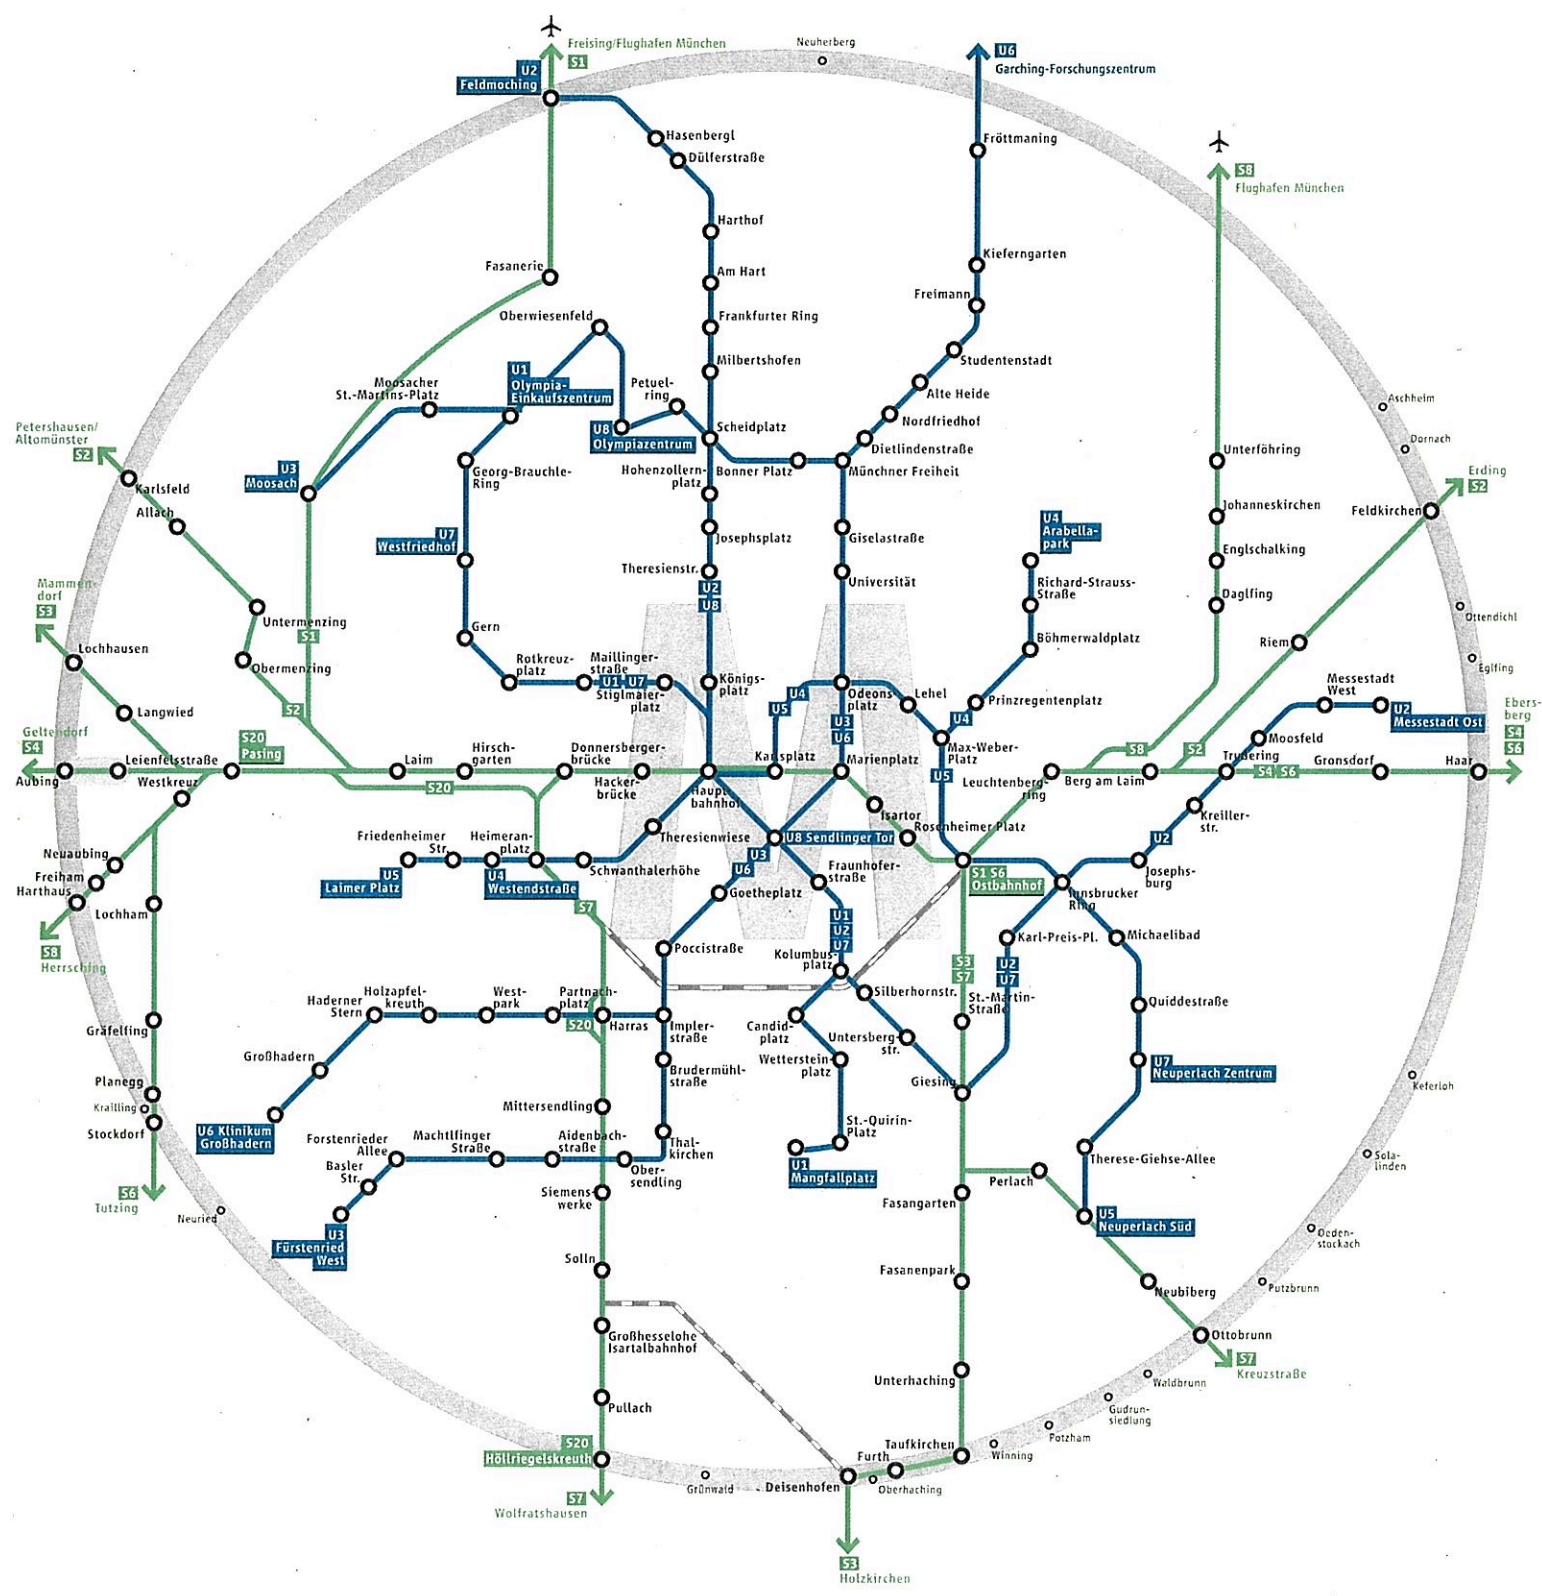 Neuherberg
Freising/Flughafen München
S1
U6
Garching-Forschungszentrum
U2
Feldmoching
Hasenbergl
Dülferstraße
Fröttmaning
S8
Flughafen München
Harthof
Kieferngarten
Fasanerie
Am Hart
Freimann
Oberwiesenfeld
Frankfurter Ring
Studentenstadt
Milbertshofen
U1
Olympia-
Einkaufszentrum
Moosacher
St.-Martins-Platz
Petuel-
ring
Alte Heide
Aschheim
Nordfriedhof
Petershausen/
Altomünster
S2
U8
Olympiazentrum
Scheidplatz
Dietlindenstraße
Dornach
Unterföhring
Erding
S2
U3
Moosach
Georg-Brauchle-
Ring
Hohenzollern-
platz
Bonner Platz
Münchner Freiheit
Karlsfeld
Allach
Johanneskirchen
Feldkirchen
U7
Westfriedhof
Josephsplatz
Giselastraße
U4
Arabella-
park
Englschalking
Theresienstr.
U2
U8
Universität
Richard-Strauss-
Straße
Daglfing
Mammen-
dorf
S3
Untermenzing
S1
Gern
Böhmerwaldplatz
Riem
Ottendichl
Lochhausen
Obermenzing
Rotkreuz-
platz
Maillinger-
straße
U1 U7
Stiglmaier-
platz
Königs-
platz
U4
U5
Odeons-
platz
Lehel
Prinzregentenplatz
Eglfing
Messestadt
West
U2
Messestadt Ost
Langwied
S2
U3
U6
U4
Moosfeld
Ebers-
berg
S4
S6
Geltendorf
S4
Aubing
Leienfelsstraße
Westkreuz
S20
Pasing
Laim
Hirsch-
garten
Donnersberger-
brücke
Hacker-
brücke
Haupt-
bahnhof
Karlsplatz
Marienplatz
Max-Weber-
Platz
U5
Leuchtenberg-
ring
S8
Berg am Laim
S2
Trudering
S4 S6
Gronsdorf
Haar
S20
Isartor
Rosenheimer Platz
Kreiller-
str.
Friedenheimer
Str.
Heimeran-
platz
Theresienwiese
U8 Sendlinger Tor
U2
Neuaubing
Freiham
Harthaus
U5
Laimer Platz
U4
Westendstraße
Schwanthalerhöhe
U3
U6
Goetheplatz
Fraunhofer-
straße
S1 S6
Ostbahnhof
Innsbrucker
Ring
Josephs-
burg
Lochham
S7
U1
U2
U7
Karl-Preis-Pl.
Michaelibad
S8
Herrsching
Poccistraße
Kolumbus-
platz
S3
S7
U2
U7
Haderner
Stern
Holzapfel-
kreuth
West-
park
Partnach-
platz
S20
Harras
Impler-
straße
Candid-
platz
Silberhornstr.
St.-Martin-
Straße
Quiddestraße
Gräfelfing
Untersberg-
str.
Großhadern
Brudermühl-
straße
Wetterstein-
platz
Giesing
U7
Neuperlach Zentrum
Planegg
Krailling
Stockdorf
Keferloh
U6 Klinikum
Großhadern
Mittersendling
Forstenrieder
Allee
Basler
Str.
Machtlfinger
Straße
Aidenbach-
straße
Thal-
kirchen
St.-Quirin-
Platz
Ober-
sendling
U1
Mangfallplatz
Therese-Giehse-Allee
Sola-
linden
Perlach
S6
Tutzing
Neuried
Siemens-
werke
Fasangarten
U5
Neuperlach Süd
U3
Fürstenried
West
Oeden-
stockach
Solln
Fasanenpark
Neubiberg
Putzbrunn
Großhesselohe
Isartalbahnhof
Ottobrunn
Unterhaching
S7
Kreuzstraße
Waldbrunn
Pullach
Gudrun-
siedlung
Potzham
S20
Höllriegelskreuth
Taufkirchen
Winning
Furth
Grünwald
Deisenhofen
Oberhaching
S7
Wolfratshausen
S3
Holzkirchen